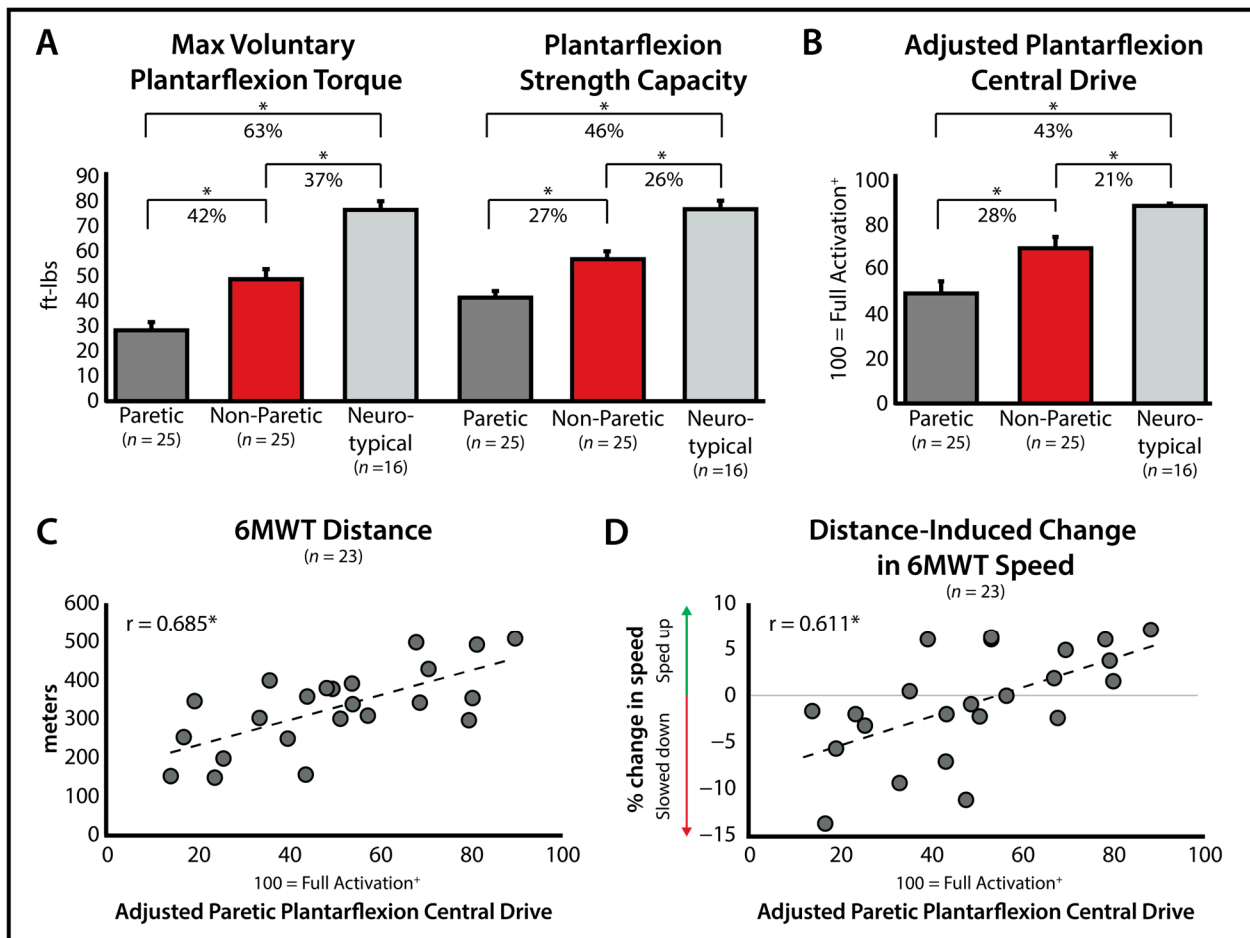 A
Max Voluntary
Plantarflexion Torque
Plantarflexion
Strength Capacity
*
63%
*
37%
*
42%
*
46%
*
26%
*
27%
90
80
70
60
50
40
30
20
10
0
ft-lbs
Paretic
(n = 25)
Non-Paretic
(n = 25)
Neuro-
typical
(n =16)
Paretic
(n = 25)
Non-Paretic
(n = 25)
Neuro-
typical
(n =16)
B
Adjusted Plantarflexion
Central Drive
*
43%
*
21%
*
28%
100
80
60
40
20
0
100 = Full Activation⁺
Paretic
(n = 25)
Non-Paretic
(n = 25)
Neuro-
typical
(n =16)
C
6MWT Distance
(n = 23)
r = 0.685*
600
500
400
300
200
100
0
meters
0 20 40 60 80 100
100 = Full Activation⁺
Adjusted Paretic Plantarflexion Central Drive
D
Distance-Induced Change
in 6MWT Speed
(n = 23)
r = 0.611*
10
5
0
−5
−10
−15
% change in speed
Slowed down
Sped up
0 20 40 60 80 100
100 = Full Activation⁺
Adjusted Paretic Plantarflexion Central Drive